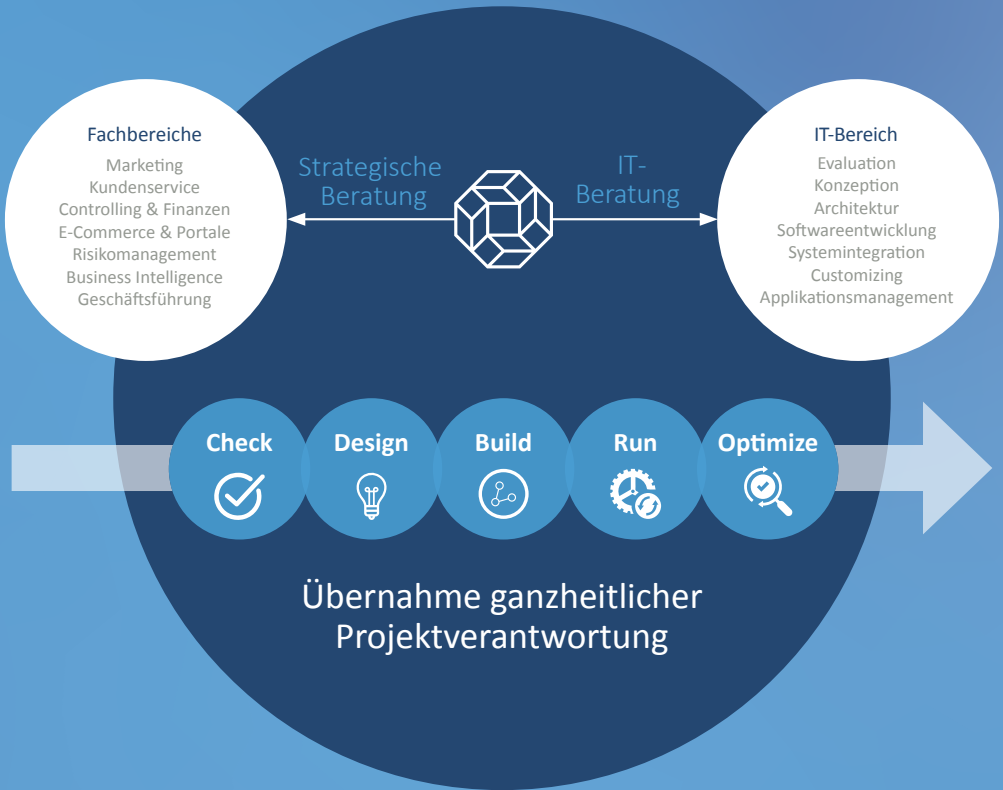 Fachbereiche
Marketing
Kundenservice
Controlling & Finanzen
E-Commerce & Portale
Risikomanagement
Business Intelligence
Geschäftsführung
Strategische
Beratung
IT-
Beratung
IT-Bereich
Evaluation
Konzeption
Architektur
Softwareentwicklung
Systemintegration
Customizing
Applikationsmanagement
Check
Design
Build
Run
Optimize
Übernahme ganzheitlicher
Projektverantwortung